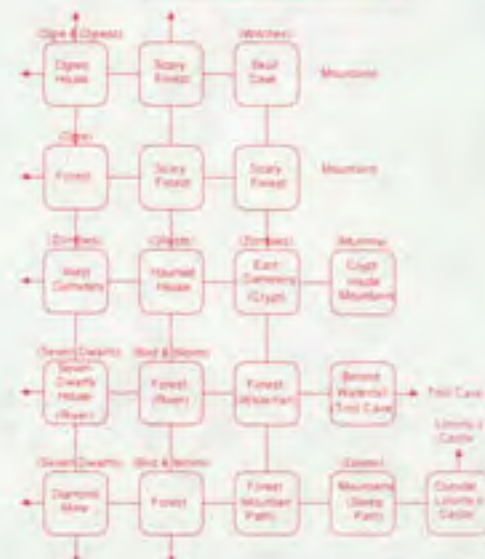 (Ogre & Ogress)
(Witches)
Ogres
House
Scary
Forest
Skull
Cave
Mountains
Forest
Scary
Forest
Scary
Forest
Mountains
(Zombies)
(Ghosts)
(Zombies)
(Mummy)
West
Cemetery
Haunted
House
East
Cemetery
(Crypt)
Crypt
Inside
Mountains
(Seven Dwarfs)
(Bird & Worm)
Seven
Dwarfs
House
(River)
Forest
(River)
Forest
Waterfall
Behind
Waterfall
(Troll Cave)
Troll Cave
Castle
(Seven Dwarfs)
(Bird & Worm)
Diamond
Mine
Forest
Forest
Mountain
Path
Mountains
(Steep
Path)
Outside
Castle